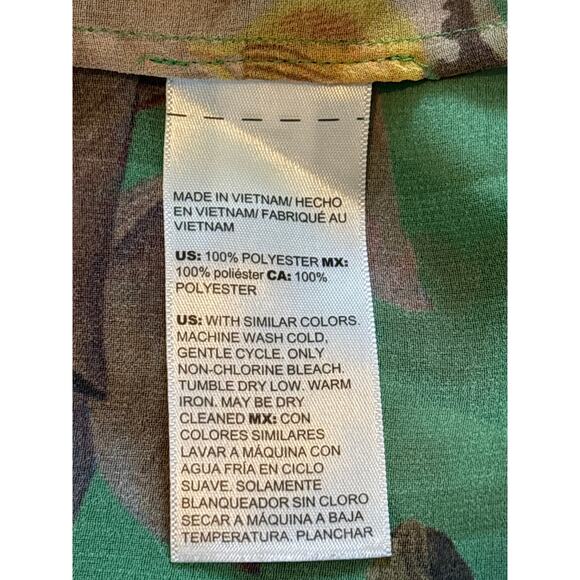 MADE IN VIETNAM/ HECHO
EN VIETNAM/ FABRIQUÉ AU
VIETNAM
US: 100% POLYESTER MX:
100% poliéster CA: 100%
POLYESTER
US: WITH SIMILAR COLORS.
MACHINE WASH COLD,
GENTLE CYCLE. ONLY
NON-CHLORINE BLEACH.
TUMBLE DRY LOW. WARM
IRON. MAY BE DRY
CLEANED MX: CON
COLORES SIMILARES
LAVAR A MÁQUINA CON
AGUA FRÍA EN CICLO
SUAVE. SOLAMENTE
BLANQUEADOR SIN CLORO
SECAR A MÁQUINA A BAJA
TEMPERATURA. PLANCHAR